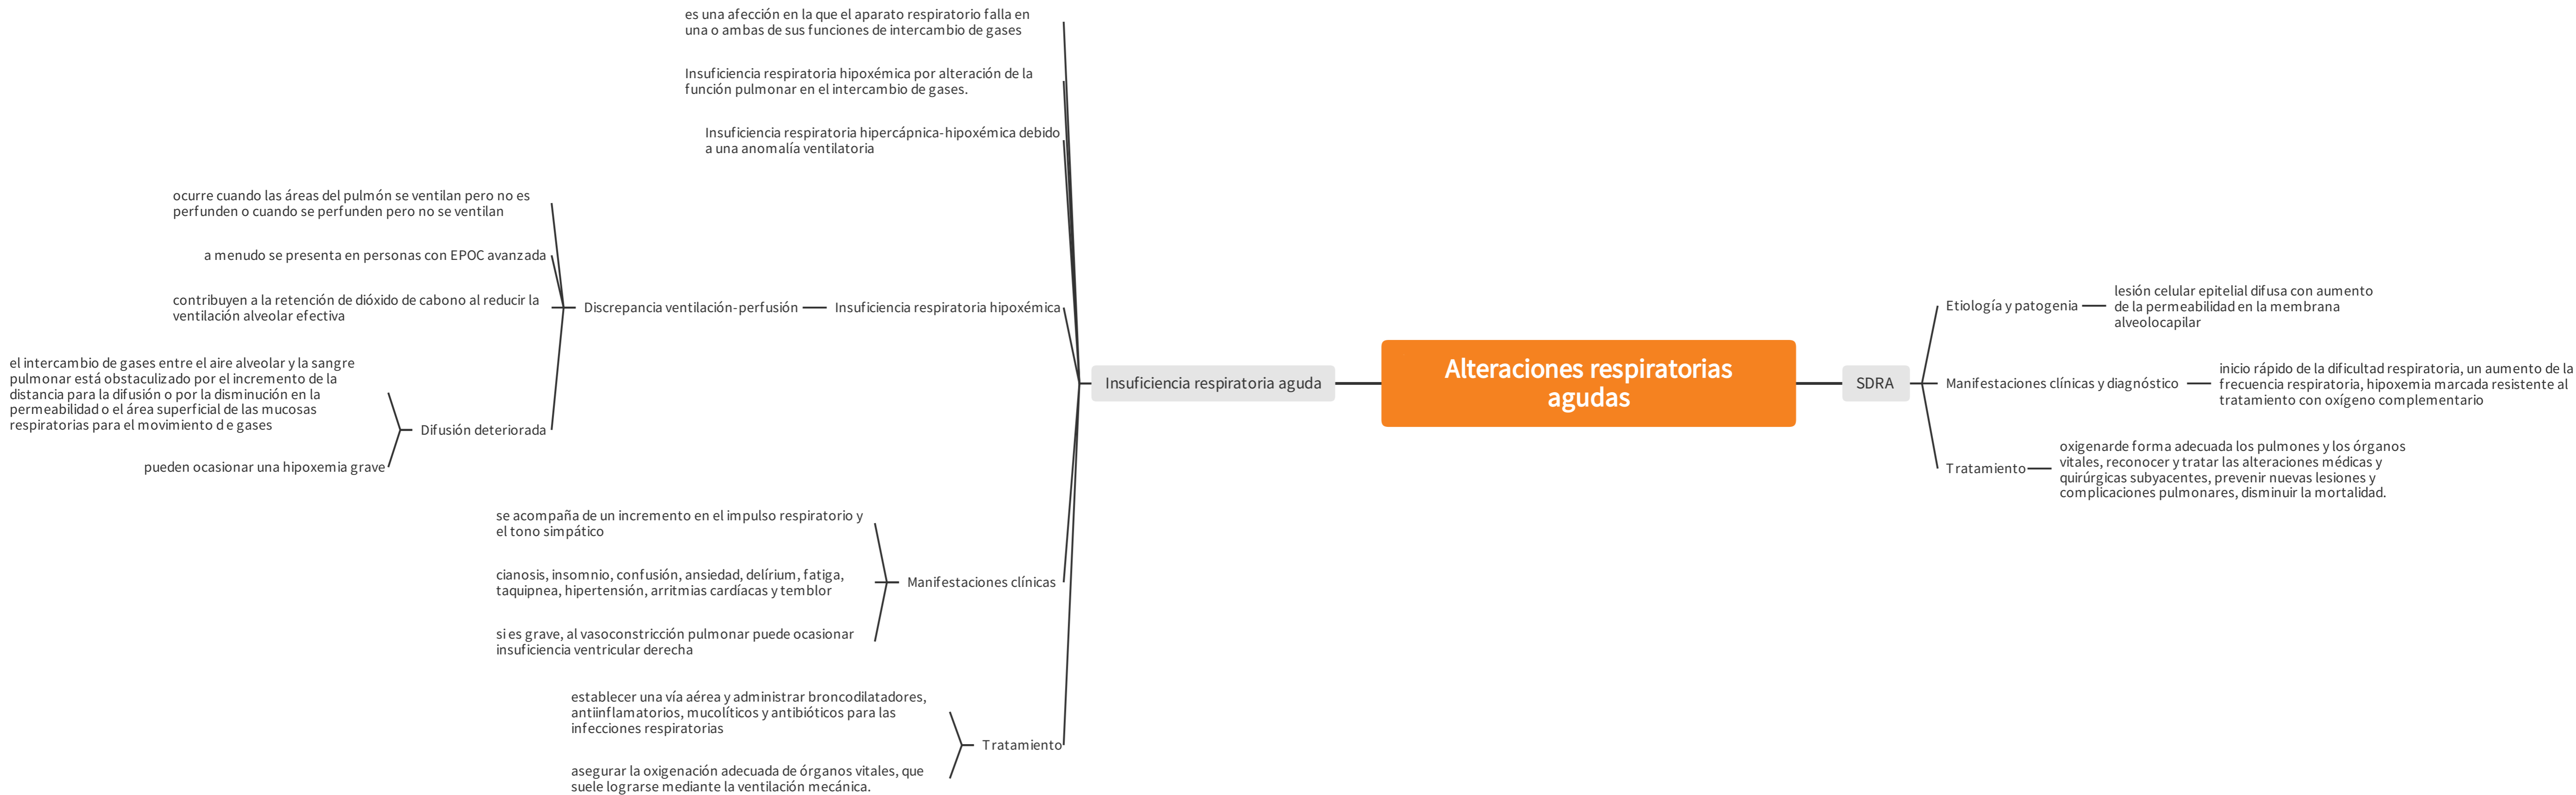 Alteraciones respiratorias
agudas
Insuficiencia respiratoria aguda
es una afección en la que el aparato respiratorio falla en
una o ambas de sus funciones de intercambio de gases
Insuficiencia respiratoria hipoxémica por alteración de la
función pulmonar en el intercambio de gases.
Insuficiencia respiratoria hipercápnica-hipoxémica debido
a una anomalía ventilatoria
Insuficiencia respiratoria hipoxémica
Discrepancia ventilación-perfusión
ocurre cuando las áreas del pulmón se ventilan pero no es
perfunden o cuando se perfunden pero no se ventilan
a menudo se presenta en personas con EPOC avanzada
contribuyen a la retención de dióxido de cabono al reducir la
ventilación alveolar efectiva
Difusión deteriorada
el intercambio de gases entre el aire alveolar y la sangre
pulmonar está obstaculizado por el incremento de la
distancia para la difusión o por la disminución en la
permeabilidad o el área superficial de las mucosas
respiratorias para el movimiento d e gases
pueden ocasionar una hipoxemia grave
Manifestaciones clínicas
se acompaña de un incremento en el impulso respiratorio y
el tono simpático
cianosis, insomnio, confusión, ansiedad, delírium, fatiga,
taquipnea, hipertensión, arritmias cardíacas y temblor
si es grave, al vasoconstricción pulmonar puede ocasionar
insuficiencia ventricular derecha
Tratamiento
establecer una vía aérea y administrar broncodilatadores,
antiinflamatorios, mucolíticos y antibióticos para las
infecciones respiratorias
asegurar la oxigenación adecuada de órganos vitales, que
suele lograrse mediante la ventilación mecánica.
SDRA
Etiología y patogenia
lesión celular epitelial difusa con aumento
de la permeabilidad en la membrana
alveolocapilar
Manifestaciones clínicas y diagnóstico
inicio rápido de la dificultad respiratoria, un aumento de la
frecuencia respiratoria, hipoxemia marcada resistente al
tratamiento con oxígeno complementario
Tratamiento
oxigenarde forma adecuada los pulmones y los órganos
vitales, reconocer y tratar las alteraciones médicas y
quirúrgicas subyacentes, prevenir nuevas lesiones y
complicaciones pulmonares, disminuir la mortalidad.